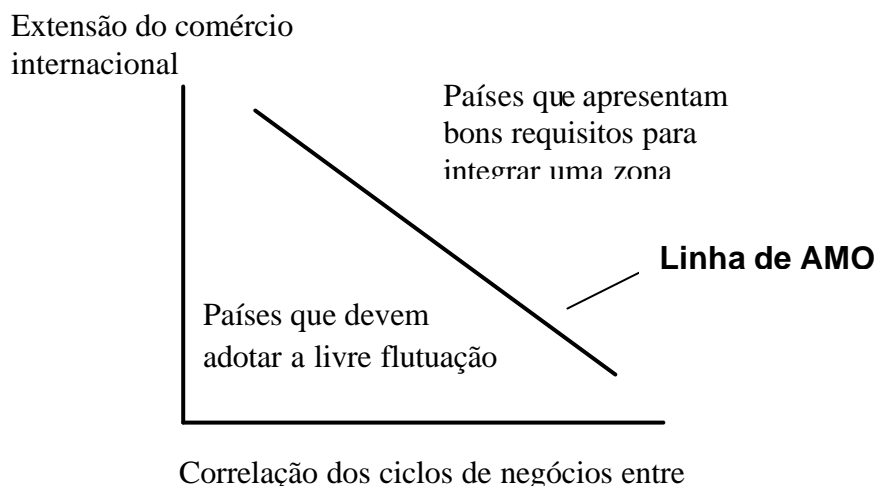 Extensão do comércio
internacional
Países que apresentam
bons requisitos para
integrar uma zona
Linha de AMO
Países que devem
adotar a livre flutuação
Correlação dos ciclos de negócios entre